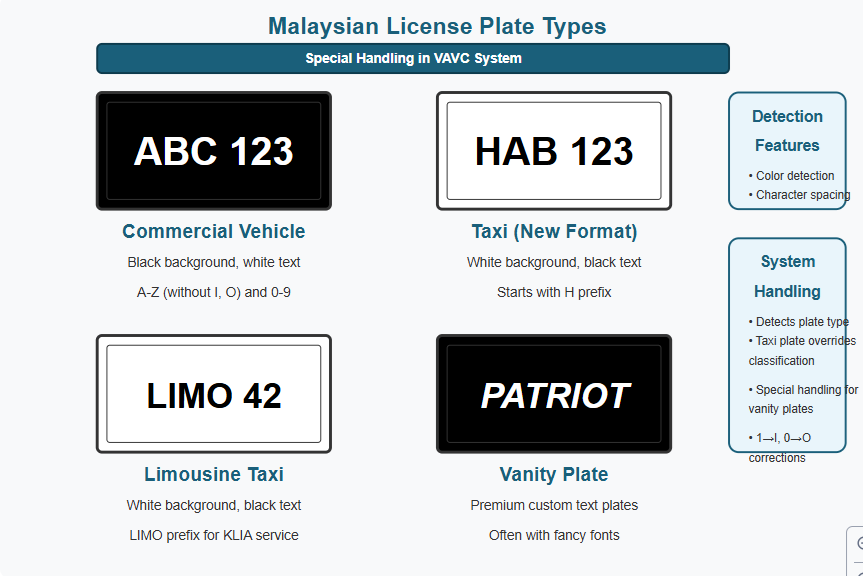 Malaysian License Plate Types
Special Handling in VAVC System
ABC 123
Commercial Vehicle
Black background, white text
A-Z (without I, O) and 0-9
HAB 123
Taxi (New Format)
White background, black text
Starts with H prefix
LIMO 42
Limousine Taxi
White background, black text
LIMO prefix for KLIA service
PATRIOT
Vanity Plate
Premium custom text plates
Often with fancy fonts
Detection
Features
• Color detection
• Character spacing
System
Handling
• Detects plate type
• Taxi plate overrides
classification
• Special handling for
vanity plates
• 1→I, 0→O
corrections